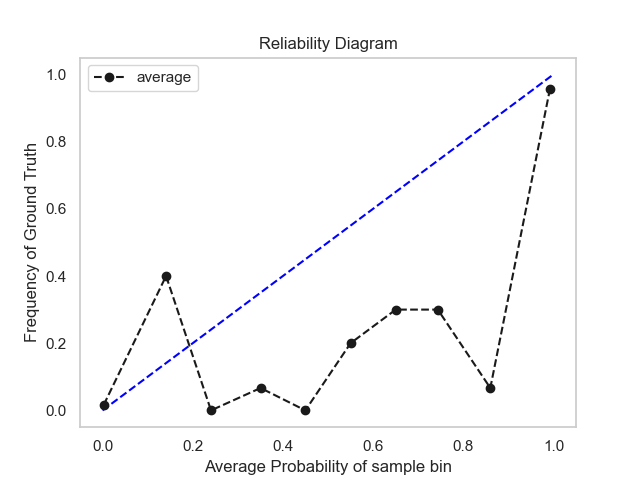 Reliability Diagram
average
Frequency of Ground Truth
1.0
0.8
0.6
0.4
0.2
0.0
0.0 0.2 0.4 0.6 0.8 1.0
Average Probability of sample bin